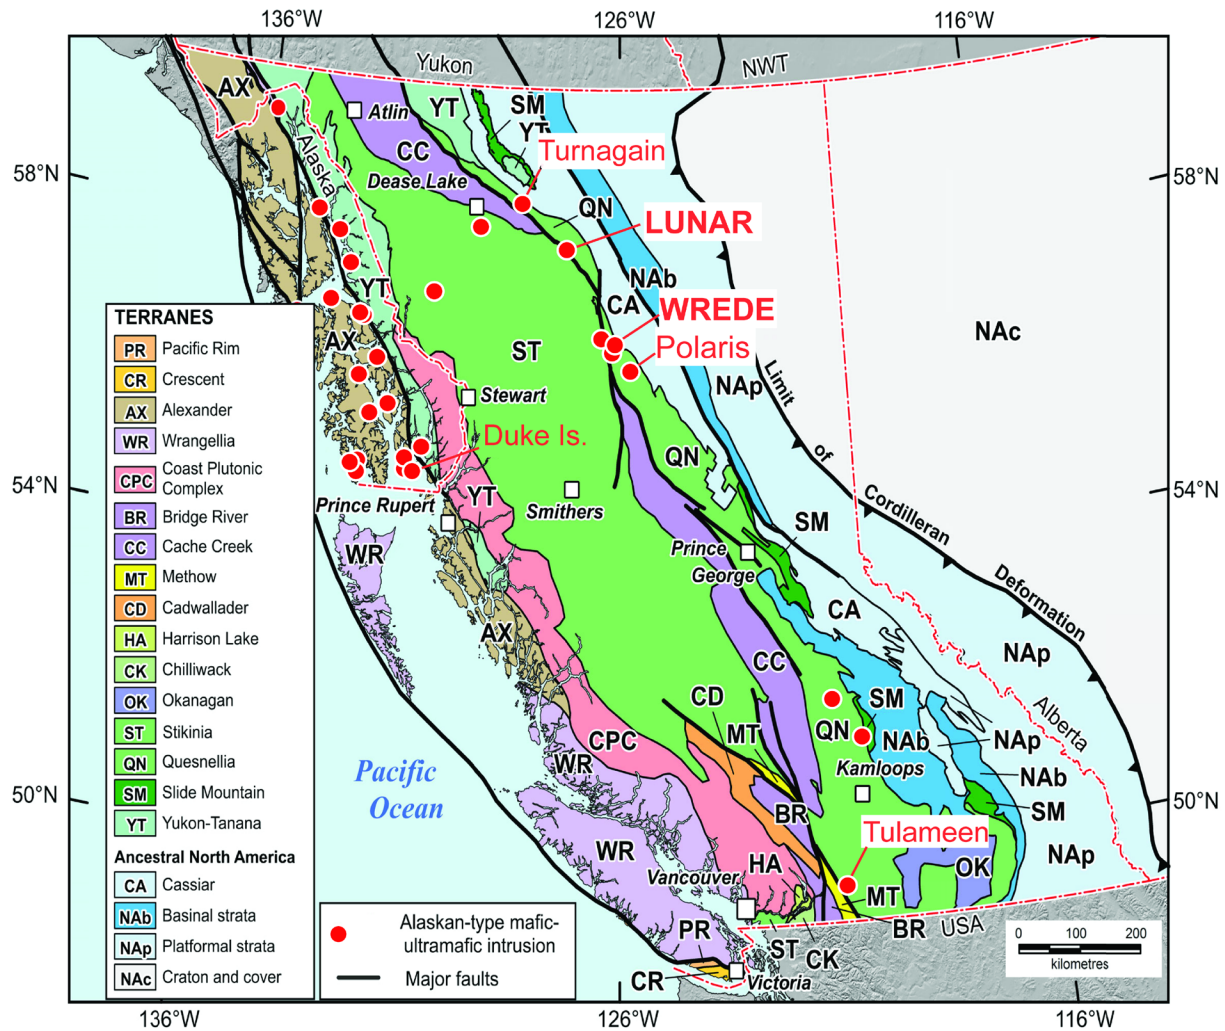 136°W
126°W
116°W
Yukon
NWT
AX
YT
SM
YT
Atlin
Alaska
CC
Turnagain
58°N
58°N
Dease Lake
QN
LUNAR
NAb
YT
CA
WREDE
NAc
AX
ST
Polaris
NAp
Limit
of
Cordilleran
Deformation
Stewart
Duke Is.
QN
54°N
54°N
Prince Rupert
YT
Smithers
SM
WR
Prince
George
CA
AX
CC
NAp
CD
SM
Alberta
MT
QN
NAb
NAp
CPC
WR
Kamloops
NAb
Pacific
Ocean
50°N
50°N
SM
BR
Tulameen
WR
HA
OK
NAp
Vancouver
MT
PR
BR
USA
ST
CK
CR
Victoria
TERRANES
PR Pacific Rim
CR Crescent
AX Alexander
WR Wrangellia
CPC Coast Plutonic
Complex
BR Bridge River
CC Cache Creek
MT Methow
CD Cadwallader
HA Harrison Lake
CK Chilliwack
OK Okanagan
ST Stikinia
QN Quesnellia
SM Slide Mountain
YT Yukon-Tanana
Ancestral North America
CA Cassiar
NAb Basinal strata
NAp Platformal strata
NAc Craton and cover
Alaskan-type mafic-
ultramafic intrusion
Major faults
0 100 200
kilometres
136°W
126°W
116°W